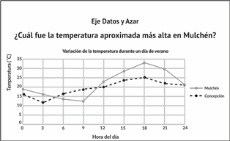 Eje Datos y Azar
¿Cuál fue la temperatura aproximada más alta en Mulchén?
Variación de la temperatura durante un día de verano
Temperatura (°C)
35
30
25
20
15
10
5
0
0 3 6 9 12 15 18 21 24
Hora del día
Mulchén
Concepción